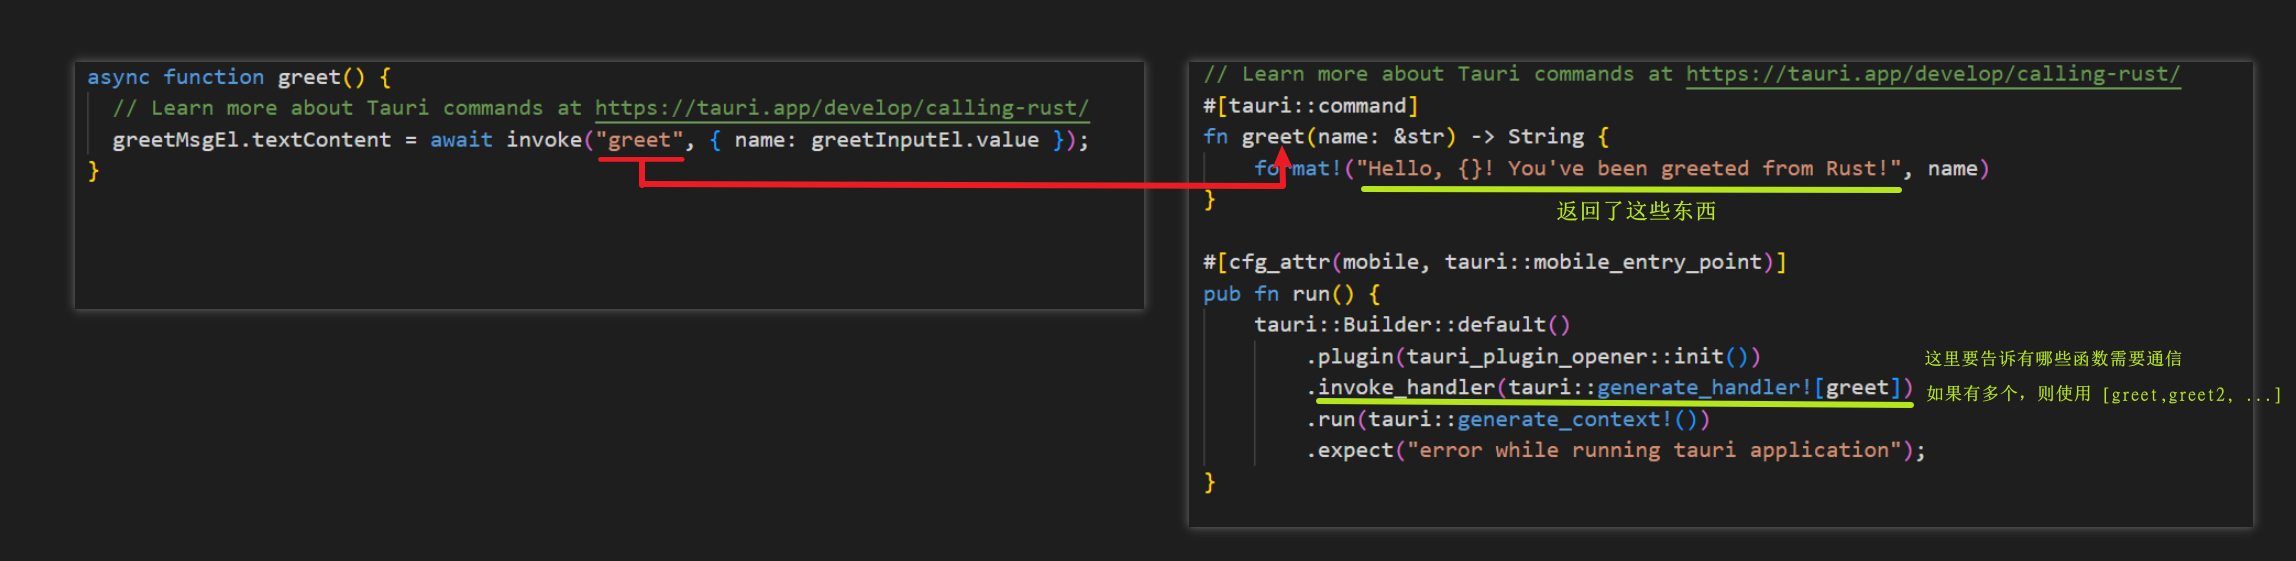 async function greet() {
// Learn more about Tauri commands at https://tauri.app/develop/calling-rust/
greetMsgEl.textContent = await invoke("greet", { name: greetInputEl.value });
}
// Learn more about Tauri commands at https://tauri.app/develop/calling-rust/
#[tauri::command]
fn greet(name: &str) -> String {
format!("Hello, {}! You've been greeted from Rust!", name)
}
返回了这些东西
#[cfg_attr(mobile, tauri::mobile_entry_point)]
pub fn run() {
tauri::Builder::default()
.plugin(tauri_plugin_opener::init())
这里要告诉有哪些函数需要通信
.invoke_handler(tauri::generate_handler![greet])
如果有多个，则使用 [greet,greet2, ...]
.run(tauri::generate_context!())
.expect("error while running tauri application");
}